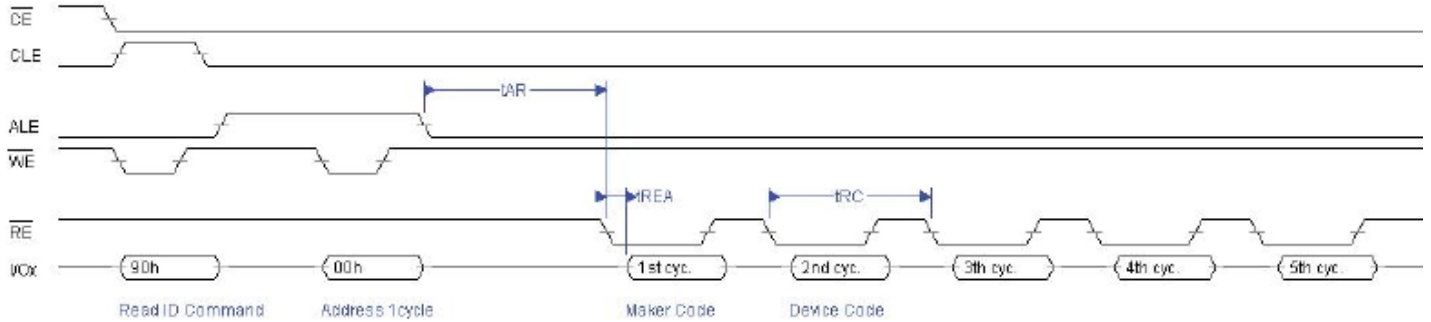 CE
CLE
tAR
ALE
WE
tREA
tRC
RE
I/Ox
90h
00h
1st cyc.
2nd cyc.
3th cyc.
4th cyc.
5th cyc.
Read ID Command
Address 1cycle
Maker Code
Device Code